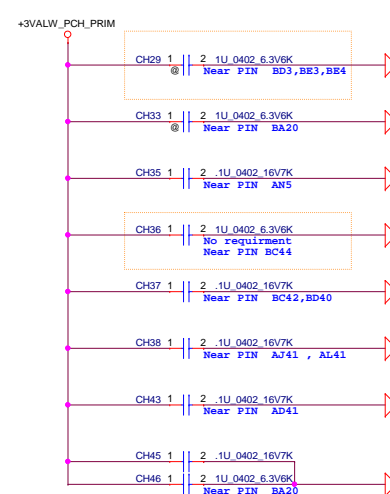 +3VALW_PCH_PRIM
CH29 1 2 1U_0402_6.3V6K
@ Near PIN BD3,BE3,BE4
CH33 1 2 1U_0402_6.3V6K
@ Near PIN BA20
CH35 1 2 .1U_0402_16V7K
Near PIN AN5
CH36 1 2 1U_0402_6.3V6K
No requirment
Near PIN BC44
CH37 1 2 .1U_0402_16V7K
Near PIN BC42,BD40
CH38 1 2 .1U_0402_16V7K
Near PIN AJ41 , AL41
CH43 1 2 .1U_0402_16V7K
Near PIN AD41
CH45 1 2 .1U_0402_16V7K
CH46 1 2 1U_0402_6.3V6K
Near PIN BA20